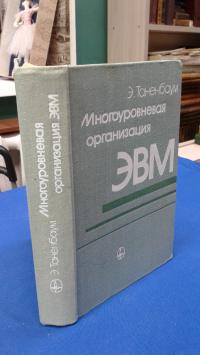 Э. Таненбаум
Многоуровневая
организация
ЭВМ
Э. Таненбаум
Многоуровневая
организация ЭВМ